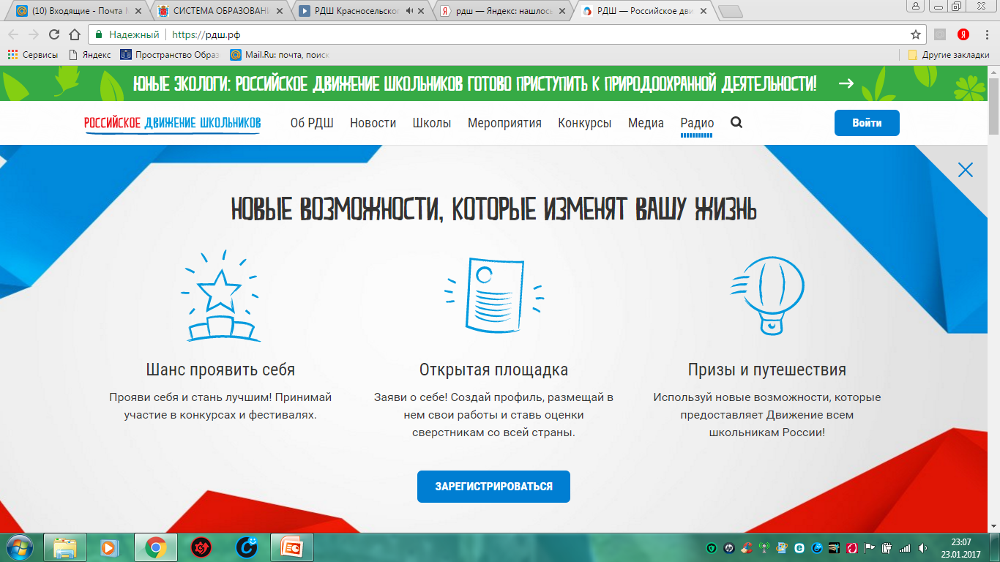 (10) Входящие - Почта
СИСТЕМА ОБРАЗОВАНИ
РДШ Красносельског
рдш — Яндекс: нашлось
РДШ — Российское дви
Надежный
https://рдш.рф
Сервисы
Яндекс
Пространство Образ
Mail.Ru: почта, поиск
Другие закладки
ЮНЫЕ ЭКОЛОГИ: РОССИЙСКОЕ ДВИЖЕНИЕ ШКОЛЬНИКОВ ГОТОВО ПРИСТУПИТЬ К ПРИРОДООХРАННОЙ ДЕЯТЕЛЬНОСТИ!
РОССИЙСКОЕ ДВИЖЕНИЕ ШКОЛЬНИКОВ
Об РДШ
Новости
Школы
Мероприятия
Конкурсы
Медиа
Радио
Войти
НОВЫЕ ВОЗМОЖНОСТИ, КОТОРЫЕ ИЗМЕНЯТ ВАШУ ЖИЗНЬ
Шанс проявить себя
Прояви себя и стань лучшим! Принимай
участие в конкурсах и фестивалях.
Открытая площадка
Заяви о себе! Создай профиль, размещай в
нем свои работы и ставь оценки
сверстникам со всей страны.
Призы и путешествия
Используй новые возможности, которые
предоставляет Движение всем
школьникам России!
ЗАРЕГИСТРИРОВАТЬСЯ
23:07
23.01.2017